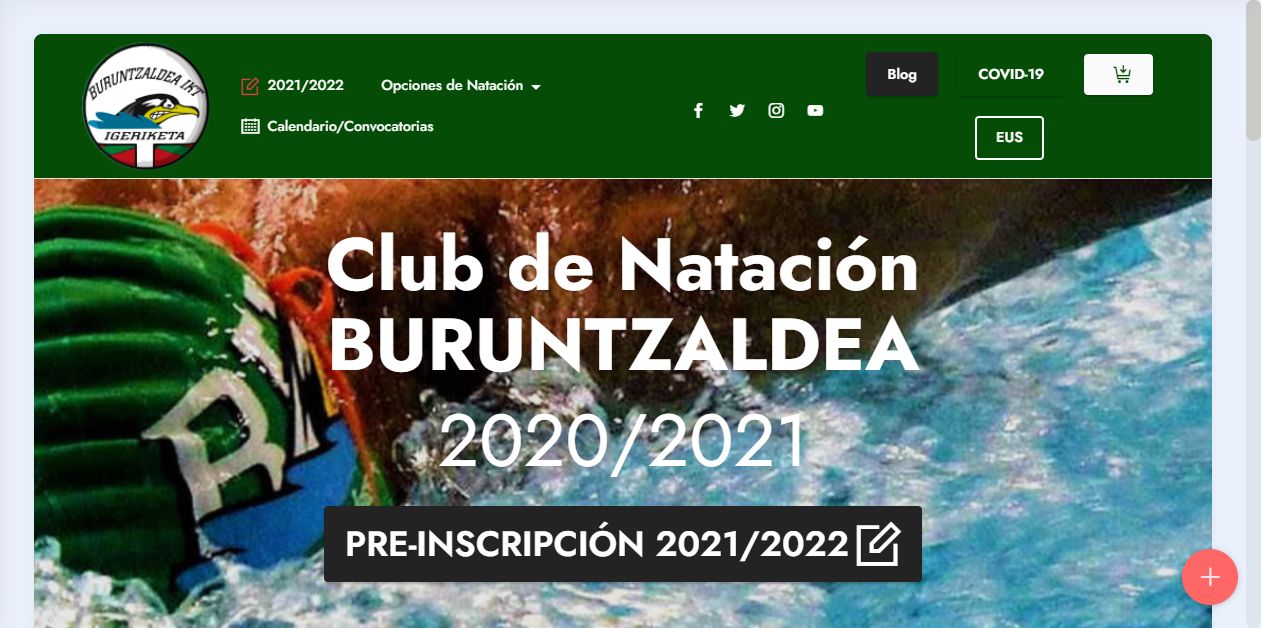 BURUNTZALDEA IKT
IGERIKETA
2021/2022
Opciones de Natación
Calendario/Convocatorias
Blog
COVID-19
EUS
Club de Natación
BURUNTZALDEA
2020/2021
PRE-INSCRIPCIÓN 2021/2022